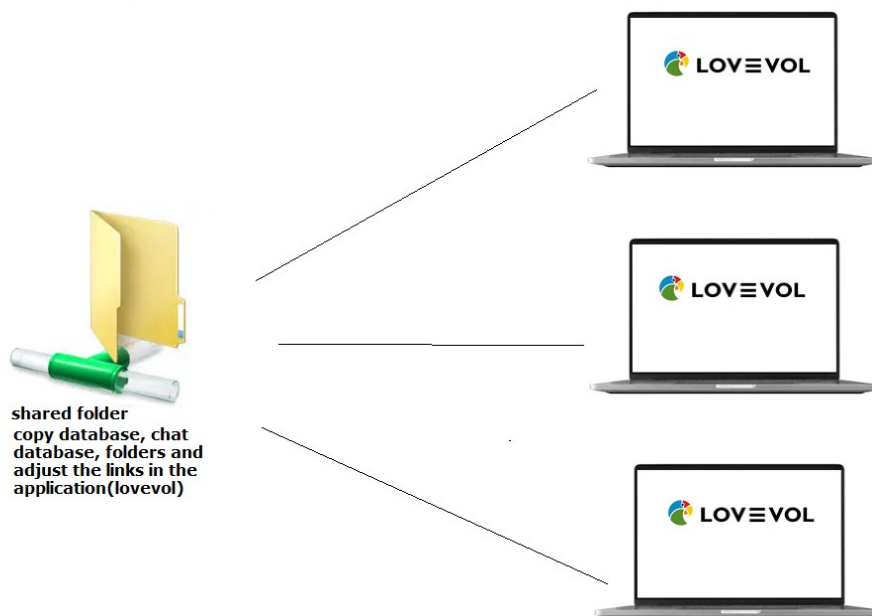 LOVEVOL
LOVEVOL
LOVEVOL
shared folder
copy database, chat
database, folders and
adjust the links in the
application(lovevol)